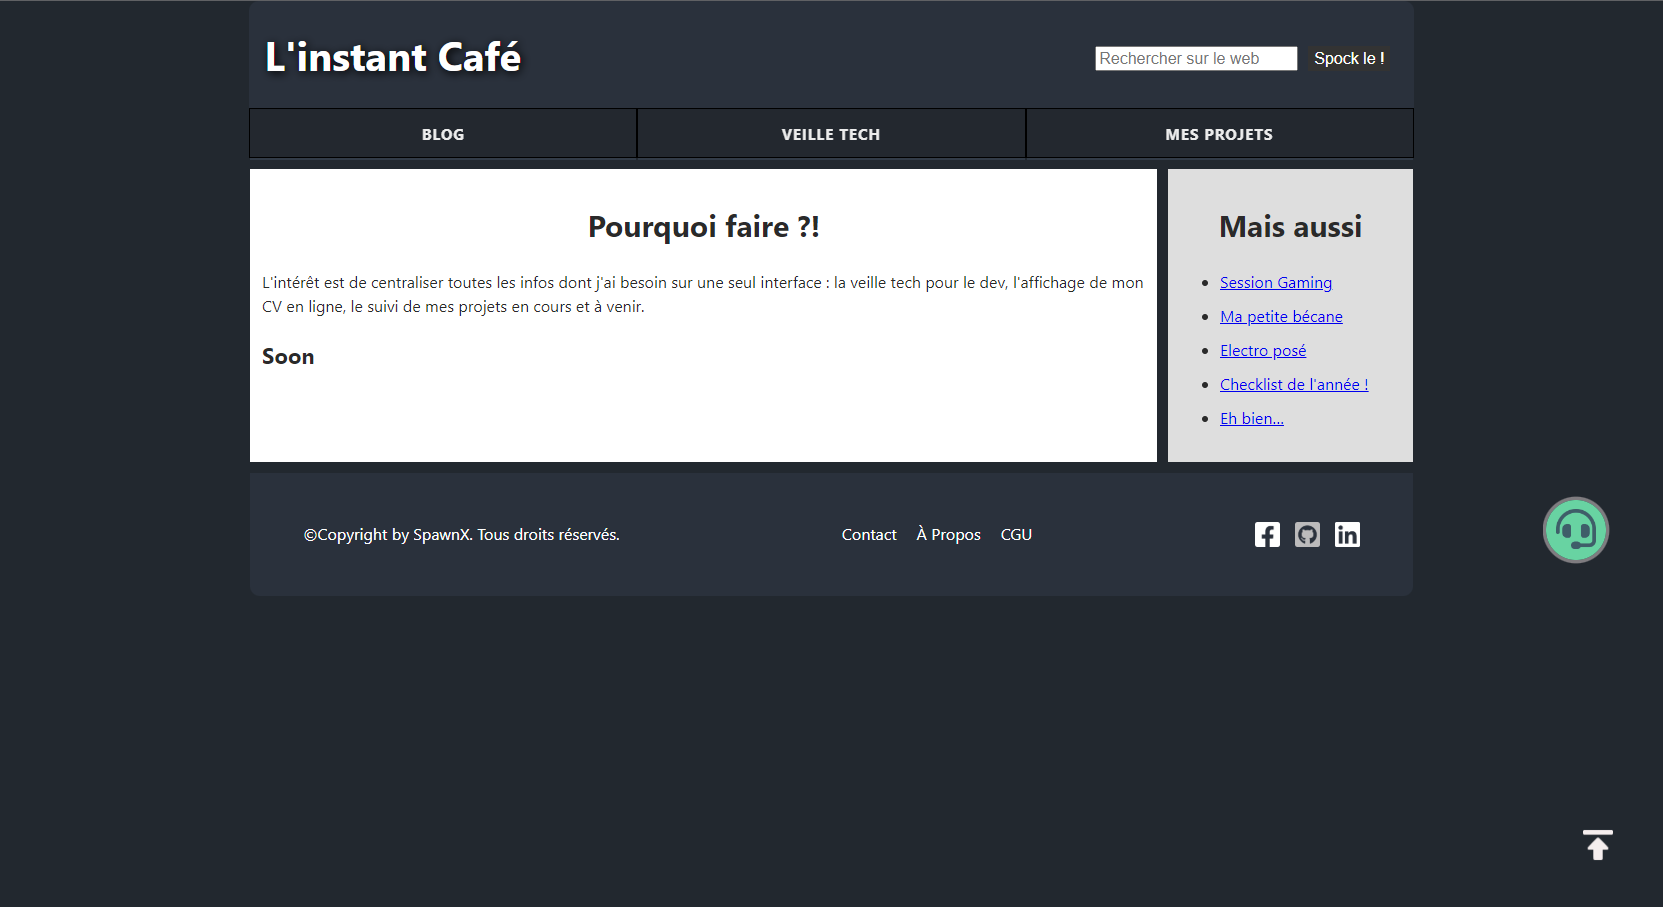 L'instant Café
Rechercher sur le web
Spock le !
BLOG
VEILLE TECH
MES PROJETS
Pourquoi faire ?!
L'intérêt est de centraliser toutes les infos dont j'ai besoin sur une seul interface : la veille tech pour le dev, l'affichage de mon
CV en ligne, le suivi de mes projets en cours et à venir.
Soon
Mais aussi
Session Gaming
Ma petite bécane
Electro posé
Checklist de l'année !
Eh bien...
©Copyright by SpawnX. Tous droits réservés.
Contact
À Propos
CGU